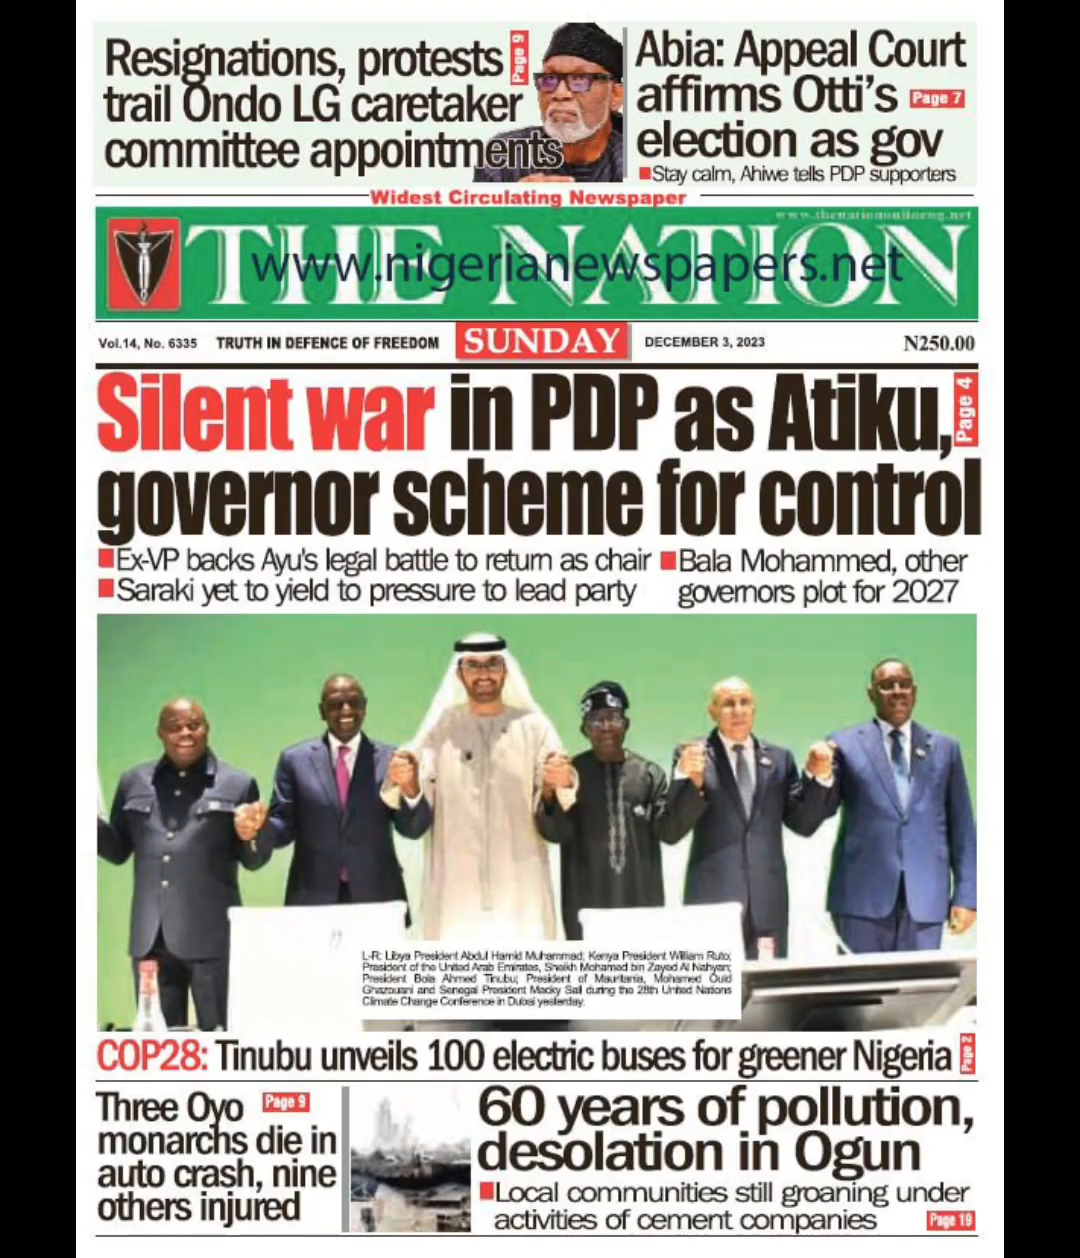 Resignations, protests
trail Ondo LG caretaker
committee appointments
Page 9
Abia: Appeal Court
affirms Otti's
Page 7
election as gov
Stay calm, Ahiwe tells PDP supporters
Widest Circulating Newspaper
www.thenationonlineng.net
THE NATION
www.nigerianewspapers.net
Vol.14, No. 6335 TRUTH IN DEFENCE OF FREEDOM SUNDAY DECEMBER 3, 2023 N250.00
Silent war in PDP as Atiku,
Page 4
governor scheme for control
Ex-VP backs Ayu's legal battle to return as chair
Saraki yet to yield to pressure to lead party
Bala Mohammed, other
governors plot for 2027
L-R: Libya President Abdul Hamid Muhammad; Kenya President William Ruto;
President of the United Arab Emirates, Sheikh Mohamed bin Zayed Al Nahyan;
President Bola Ahmed Tinubu; President of Mauritania, Mohamed Ould
Ghazouani and Senegal President Macky Sall during the 28th United Nations
Climate Change Conference in Dubai yesterday.
COP28: Tinubu unveils 100 electric buses for greener Nigeria
Page 2
Three Oyo
Page 9
monarchs die in
auto crash, nine
others injured
60 years of pollution,
desolation in Ogun
Local communities still groaning under
activities of cement companies
Page 19